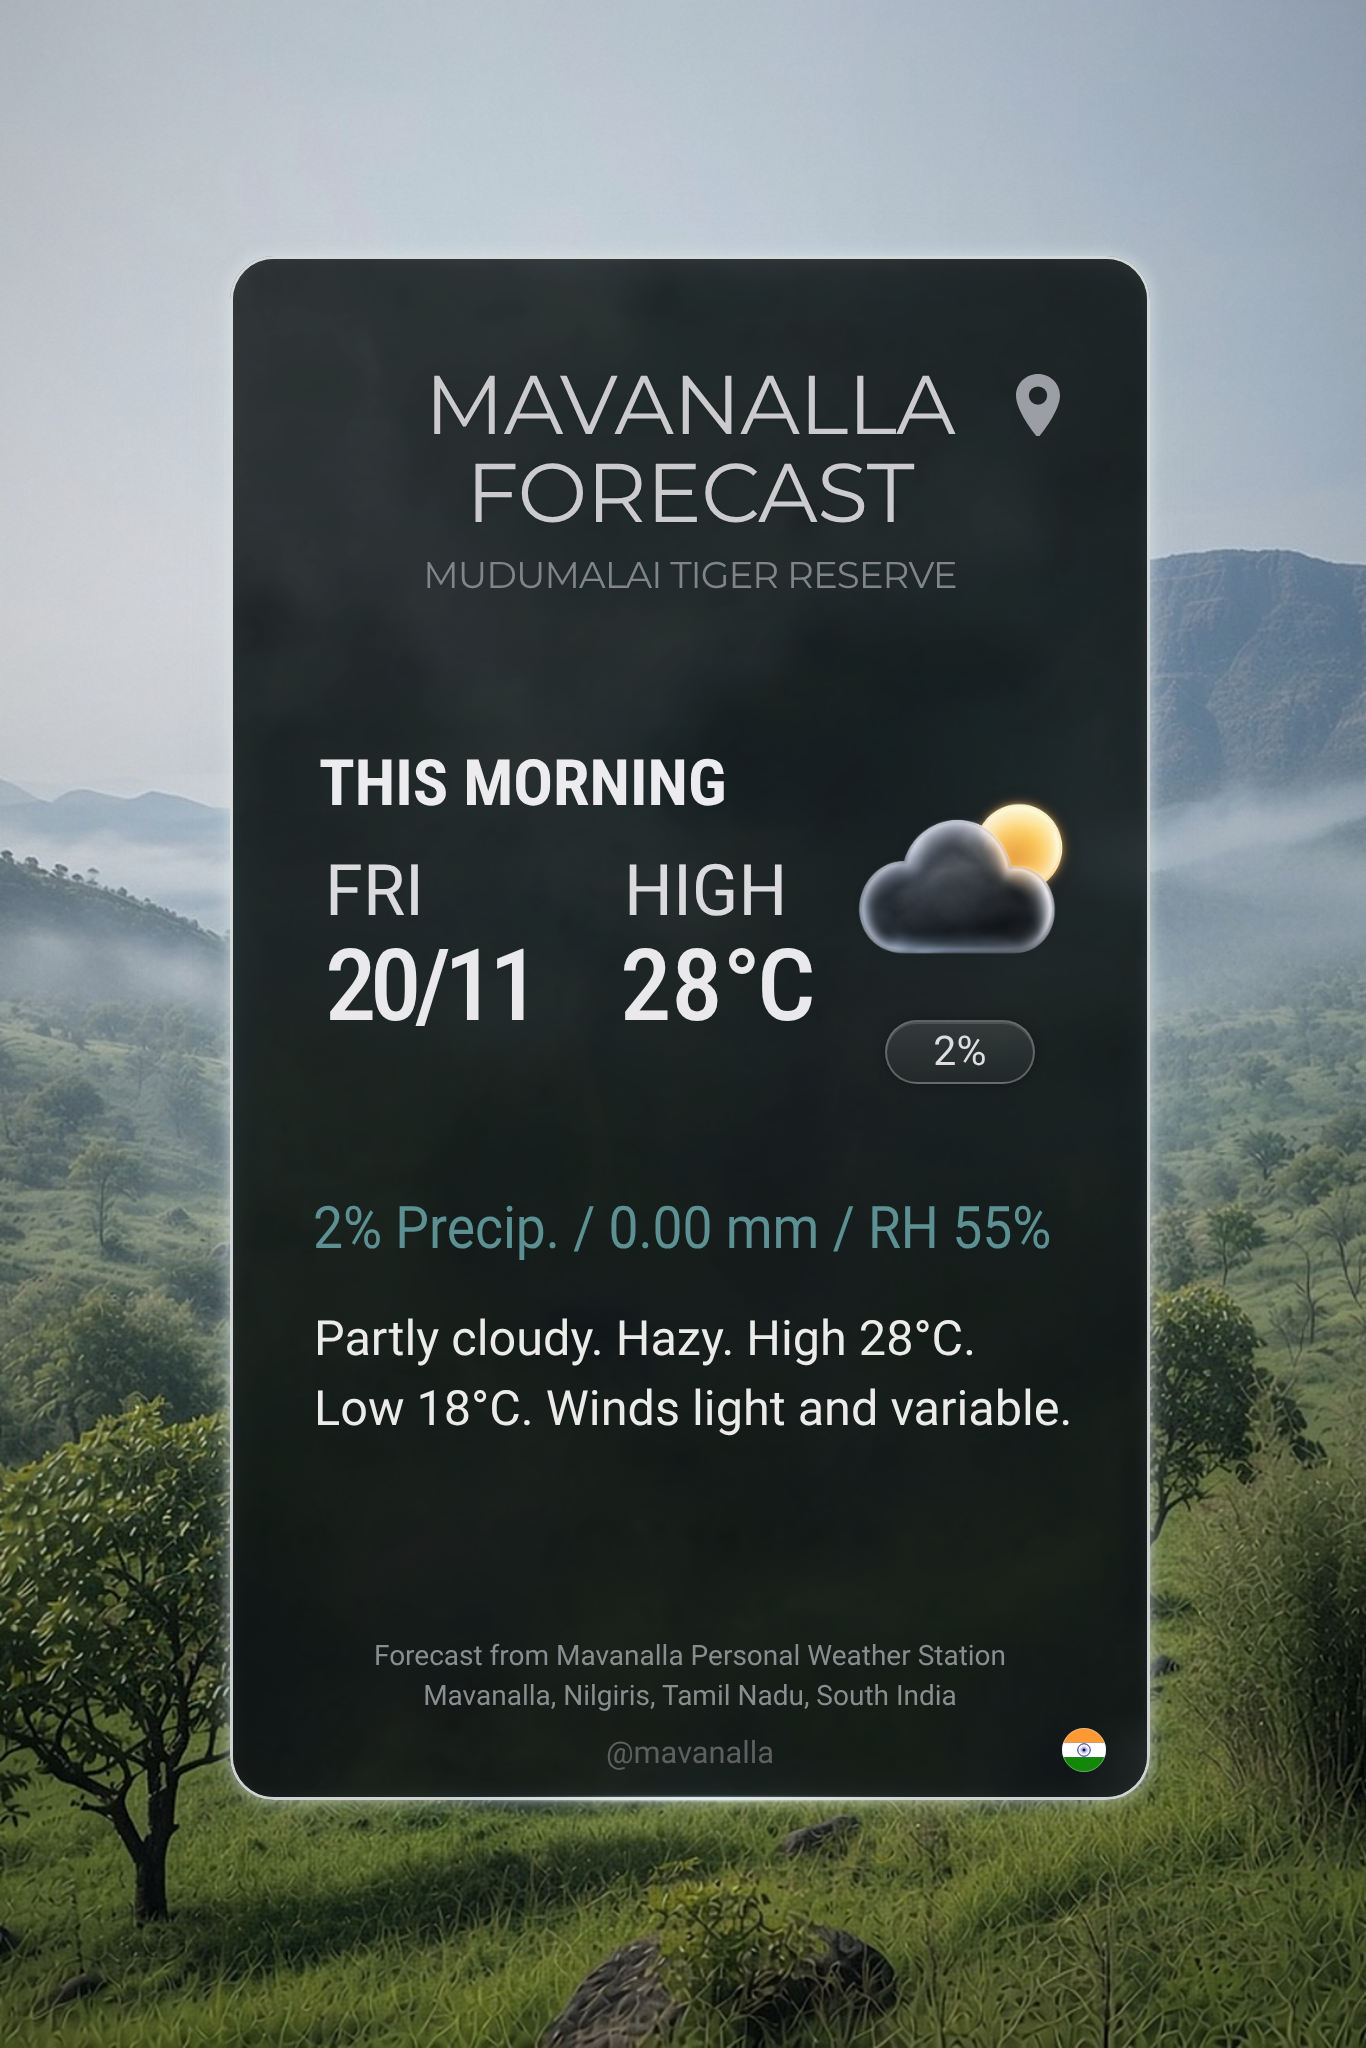 MAVANALLA
FORECAST
MUDUMALAI TIGER RESERVE
THIS MORNING
FRI
20/11
HIGH
28°C
2%
2% Precip. / 0.00 mm / RH 55%
Partly cloudy. Hazy. High 28°C.
Low 18°C. Winds light and variable.
Forecast from Mavanalla Personal Weather Station
Mavanalla, Nilgiris, Tamil Nadu, South India
@mavanalla